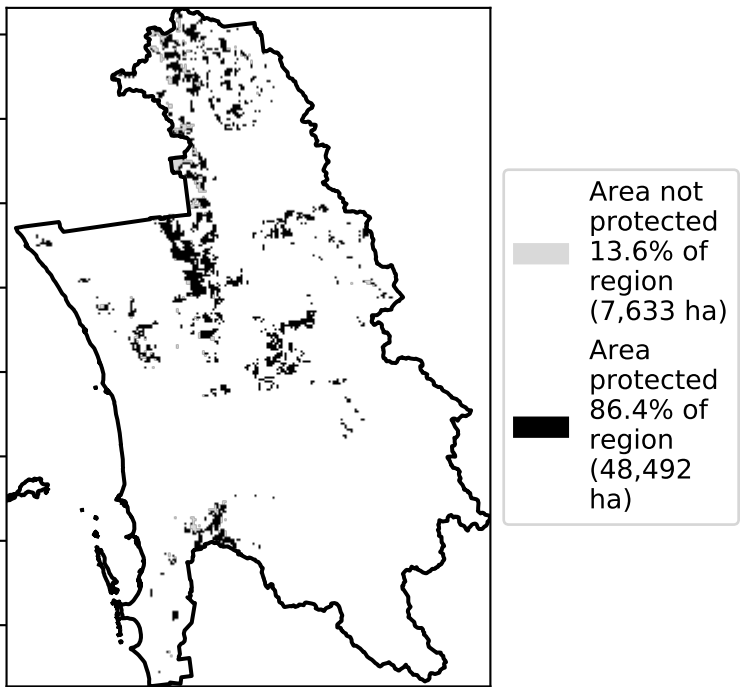 Area not
protected
13.6% of
region
(7,633 ha)
Area
protected
86.4% of
region
(48,492
ha)